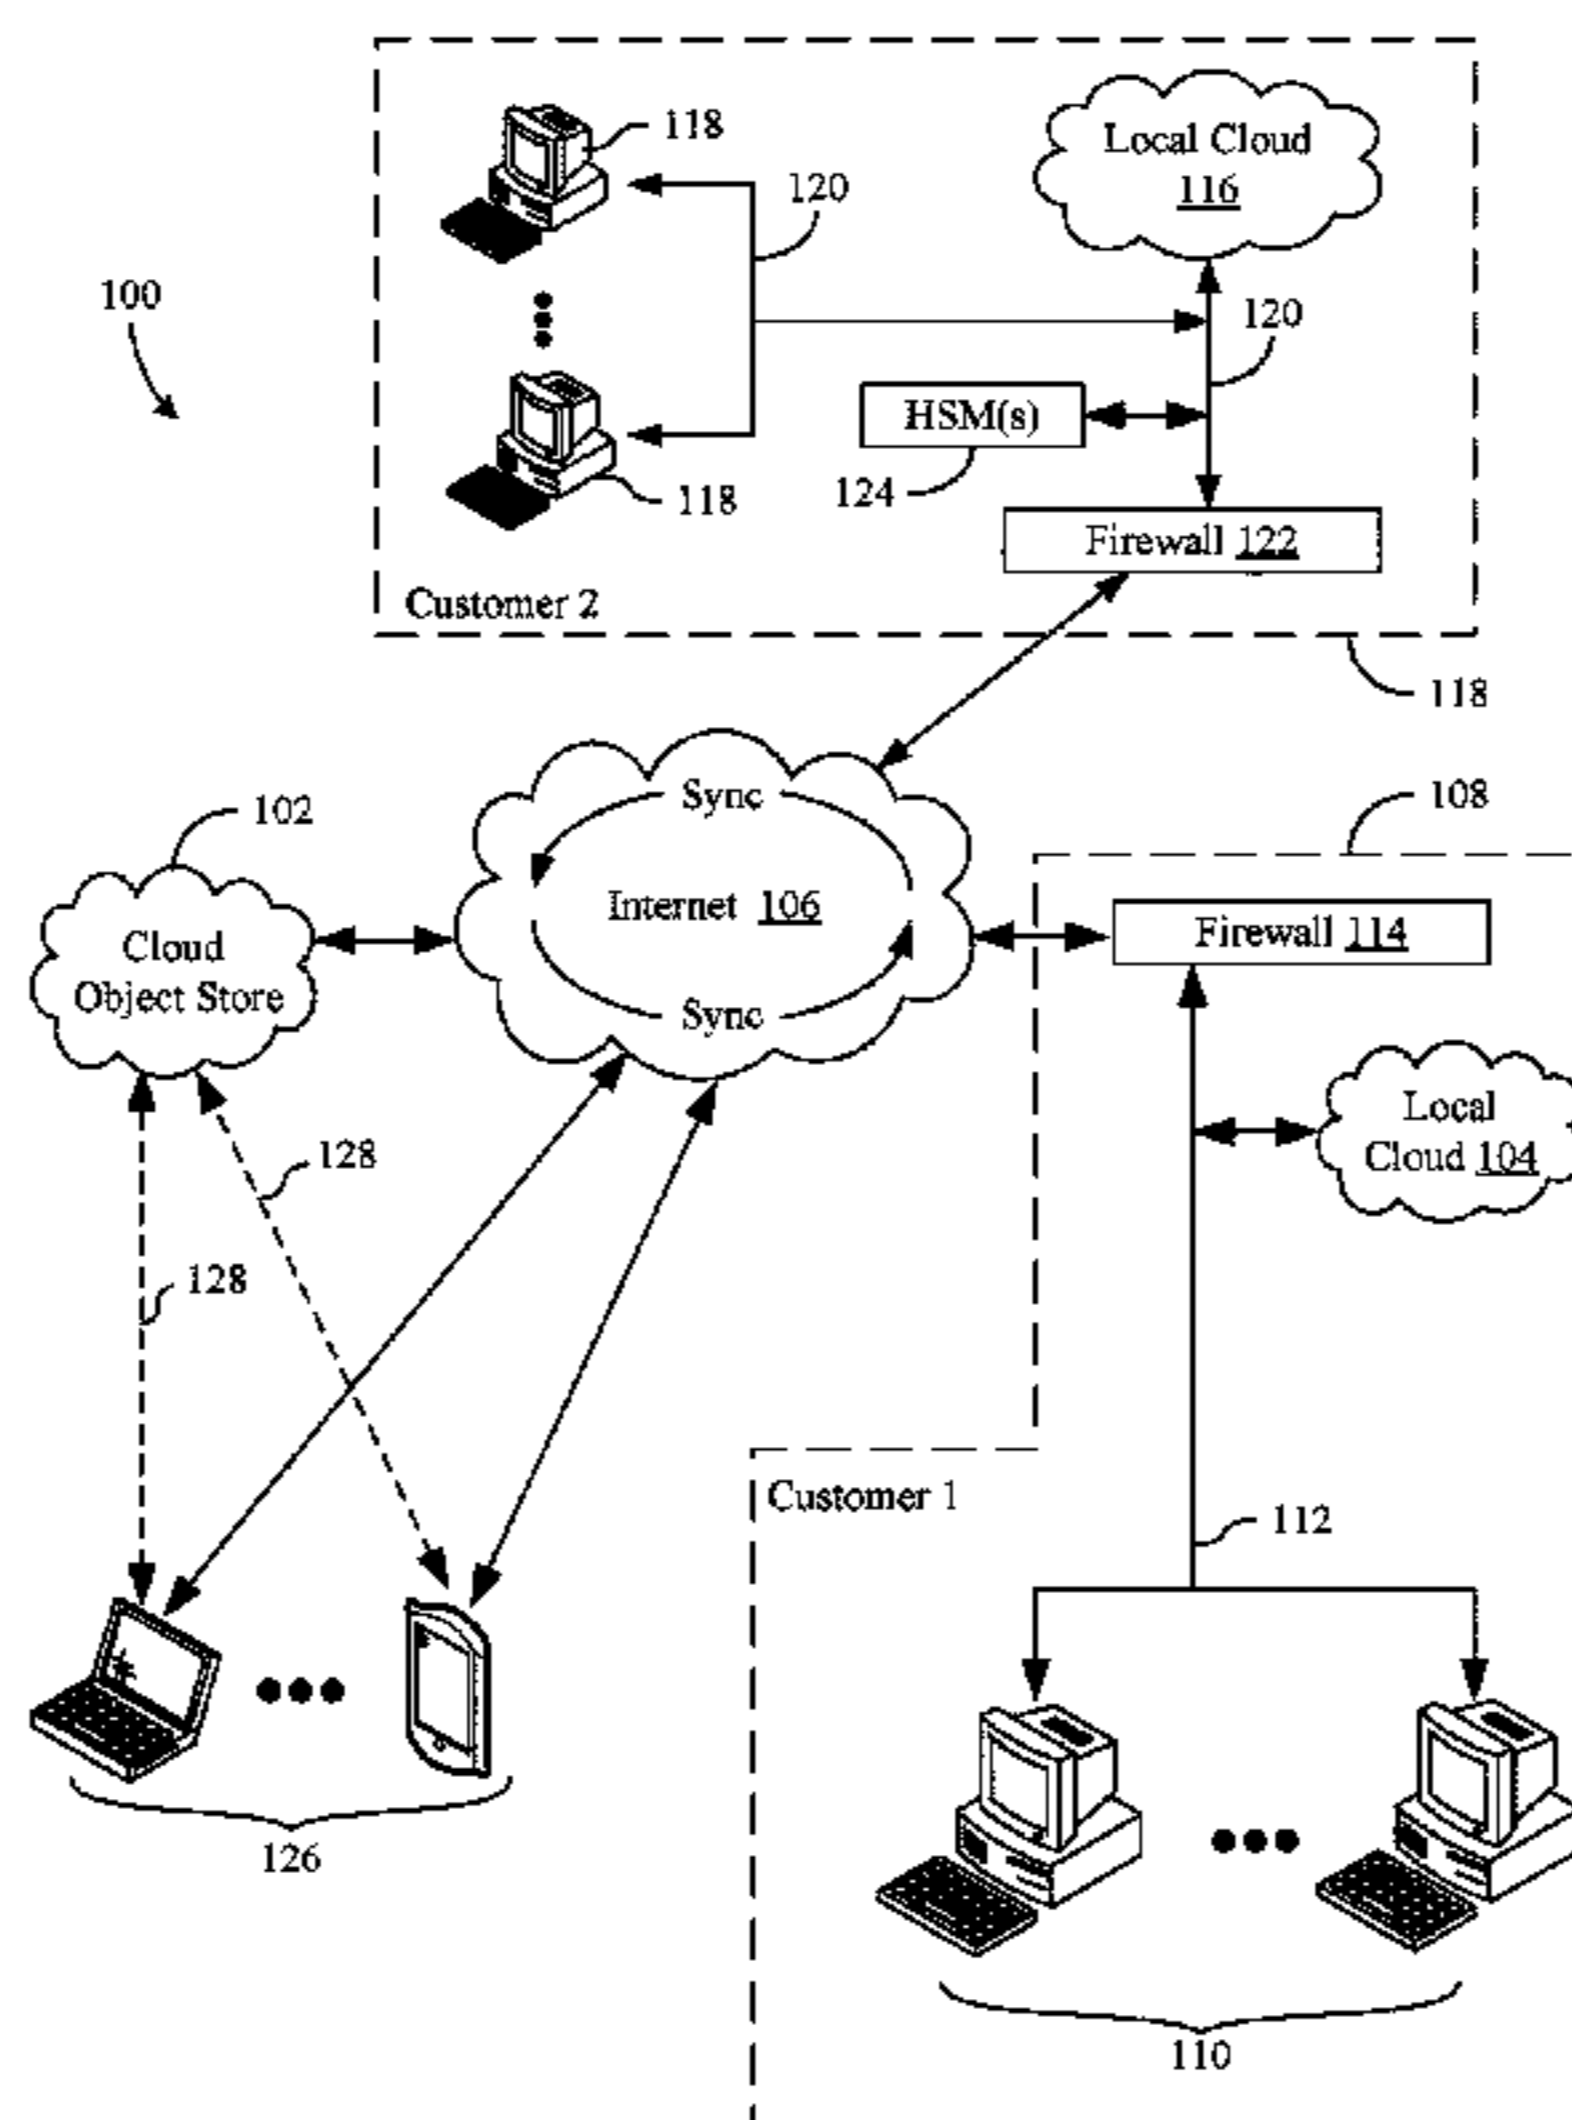 118
Local Cloud
116
120
100
120
HSM(s)
124
118
Firewall 122
Customer 2
118
Sync
102
108
Internet 106
Firewall 114
Cloud
Object Store
Sync
Local
Cloud 104
128
128
Customer 1
112
126
110